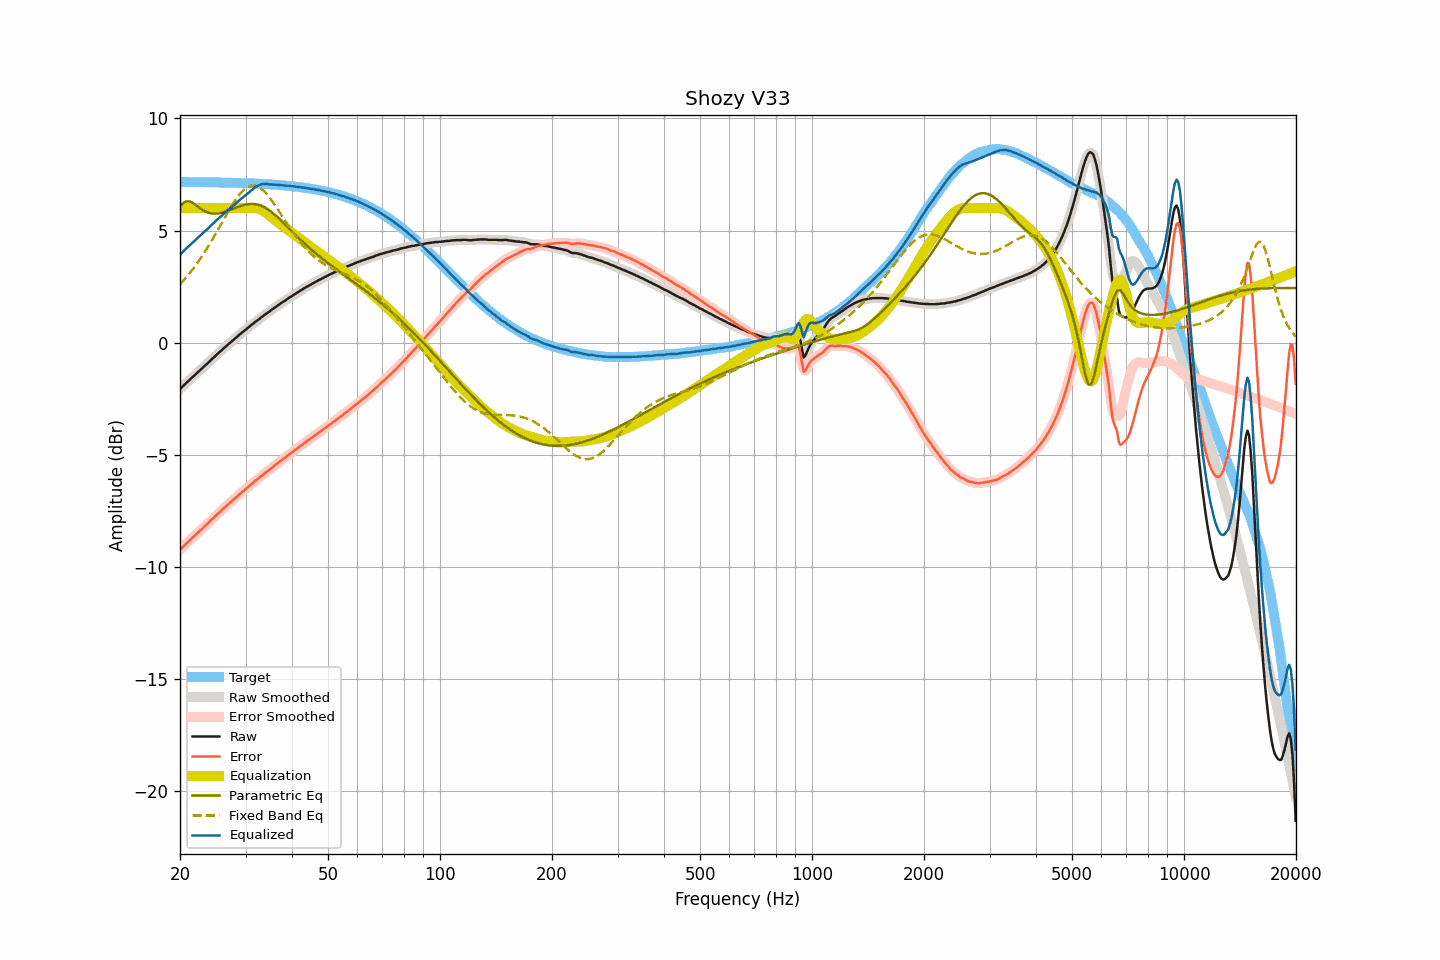 Shozy V33
10
5
0
−5
−10
−15
−20
Amplitude (dBr)
Target
Raw Smoothed
Error Smoothed
Raw
Error
Equalization
Parametric Eq
Fixed Band Eq
Equalized
20 50 100 200 500 1000 2000 5000 10000 20000
Frequency (Hz)